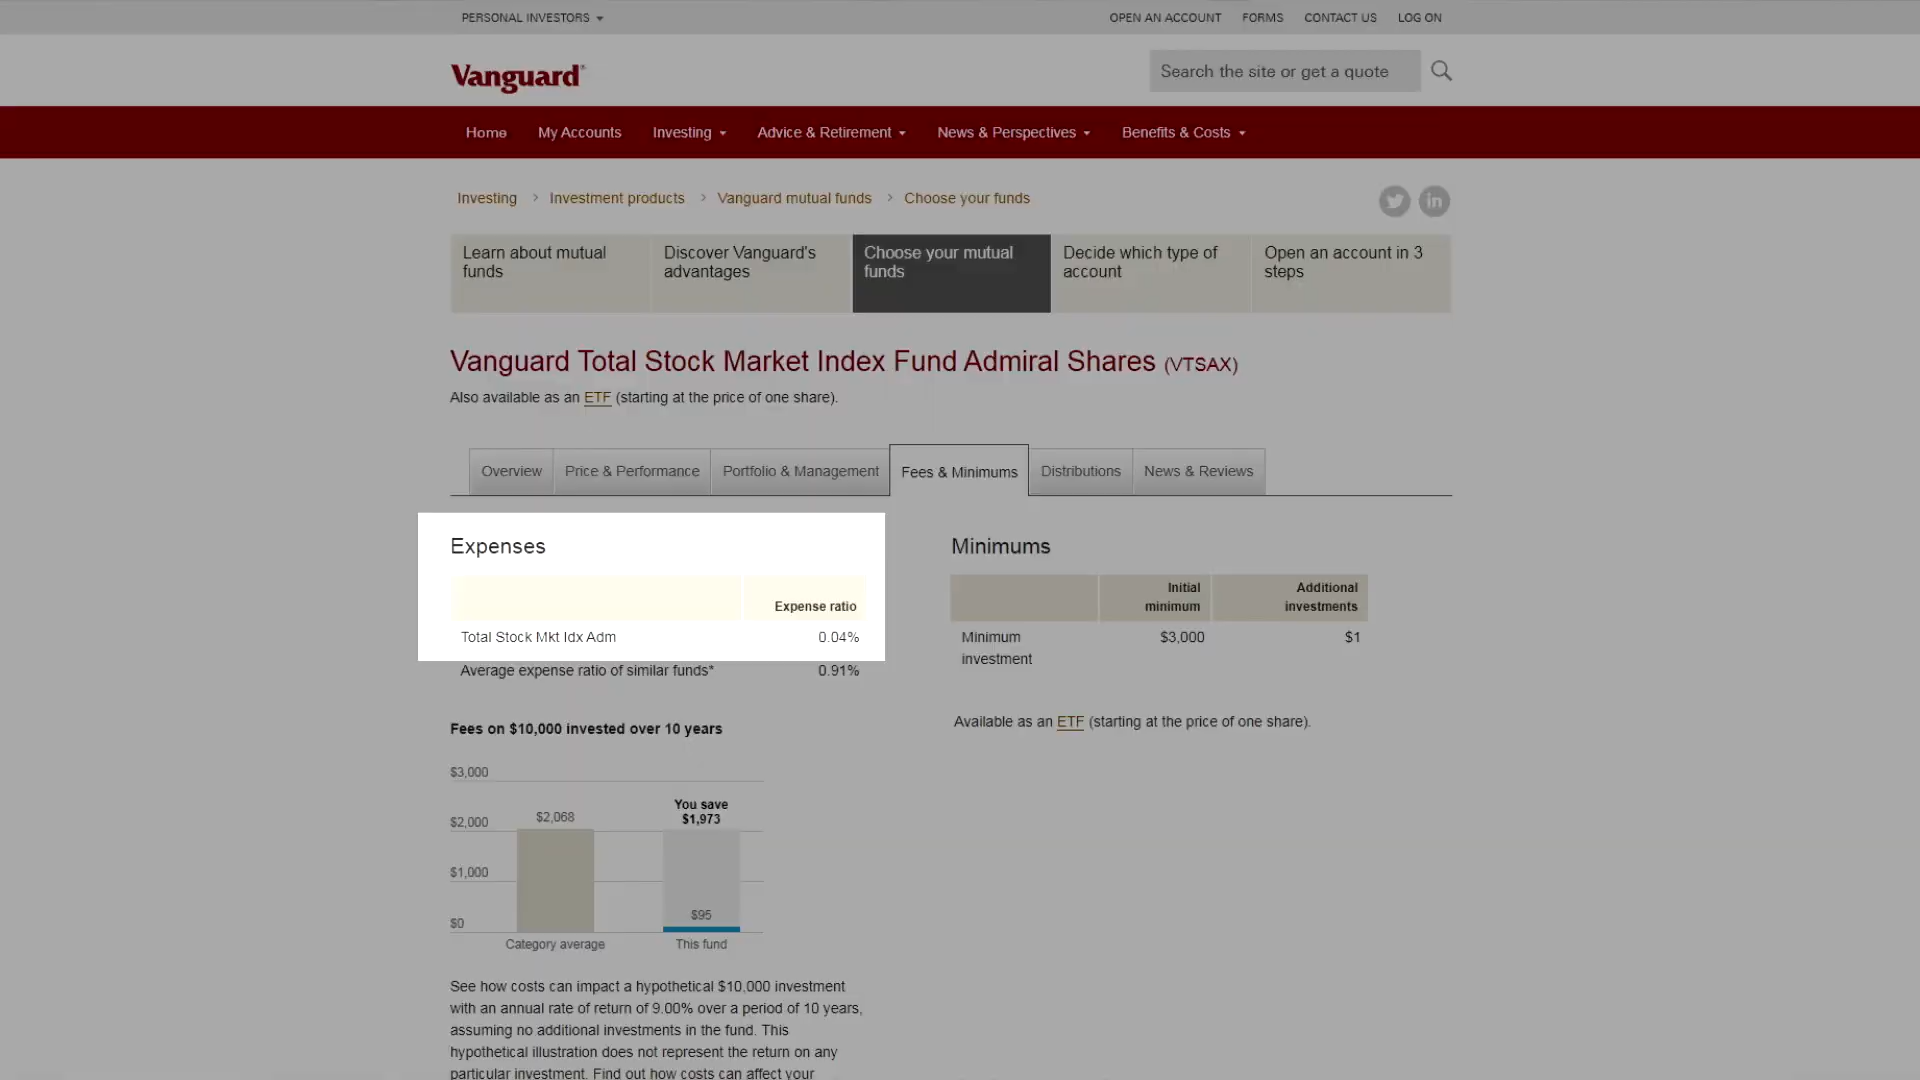 PERSONAL INVESTORS
OPEN AN ACCOUNT FORMS CONTACT US LOG ON
Vanguard®
Search the site or get a quote
Home My Accounts Investing Advice & Retirement News & Perspectives Benefits & Costs
Investing > Investment products > Vanguard mutual funds > Choose your funds
Learn about mutual
funds
Discover Vanguard's
advantages
Choose your mutual
funds
Decide which type of
account
Open an account in 3
steps
Vanguard Total Stock Market Index Fund Admiral Shares (VTSAX)
Also available as an ETF (starting at the price of one share).
Overview Price & Performance Portfolio & Management Fees & Minimums Distributions News & Reviews
Expenses
Expense ratio
Total Stock Mkt Idx Adm 0.04%
Average expense ratio of similar funds* 0.91%
Minimums
Initial
minimum
Additional
investments
Minimum
investment
$3,000 $1
Available as an ETF (starting at the price of one share).
Fees on $10,000 invested over 10 years
$3,000
$2,000
$1,000
$0
$2,068
You save
$1,973
$95
Category average This fund
See how costs can impact a hypothetical $10,000 investment
with an annual rate of return of 9.00% over a period of 10 years,
assuming no additional investments in the fund. This
hypothetical illustration does not represent the return on any
particular investment. Find out how costs can affect your